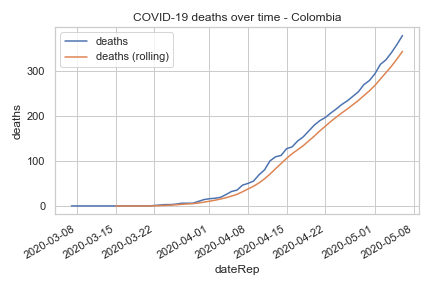 COVID-19 deaths over time - Colombia
deaths
deaths (rolling)
300
200
100
0
deaths
2020-03-08
2020-03-15
2020-03-22
2020-04-01
2020-04-08
2020-04-15
2020-04-22
2020-05-01
2020-05-08
dateRep